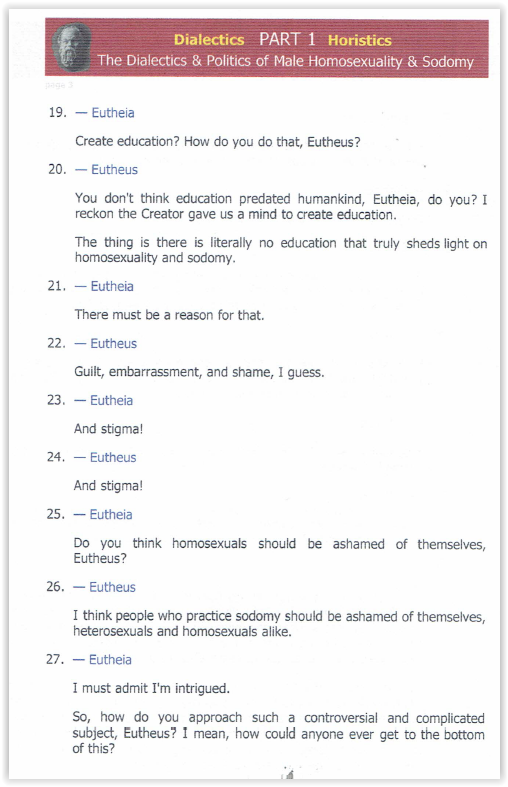 Dialectics PART 1 Horistics
The Dialectics & Politics of Male Homosexuality & Sodomy
page 3
19. — Eutheia
Create education? How do you do that, Eutheus?
20. — Eutheus
You don't think education predated humankind, Eutheia, do you? I
reckon the Creator gave us a mind to create education.
The thing is there is literally no education that truly sheds light on
homosexuality and sodomy.
21. — Eutheia
There must be a reason for that.
22. — Eutheus
Guilt, embarrassment, and shame, I guess.
23. — Eutheia
And stigma!
24. — Eutheus
And stigma!
25. — Eutheia
Do you think homosexuals should be ashamed of themselves,
Eutheus?
26. — Eutheus
I think people who practice sodomy should be ashamed of themselves,
heterosexuals and homosexuals alike.
27. — Eutheia
I must admit I'm intrigued.
So, how do you approach such a controversial and complicated
subject, Eutheus? I mean, how could anyone ever get to the bottom
of this?